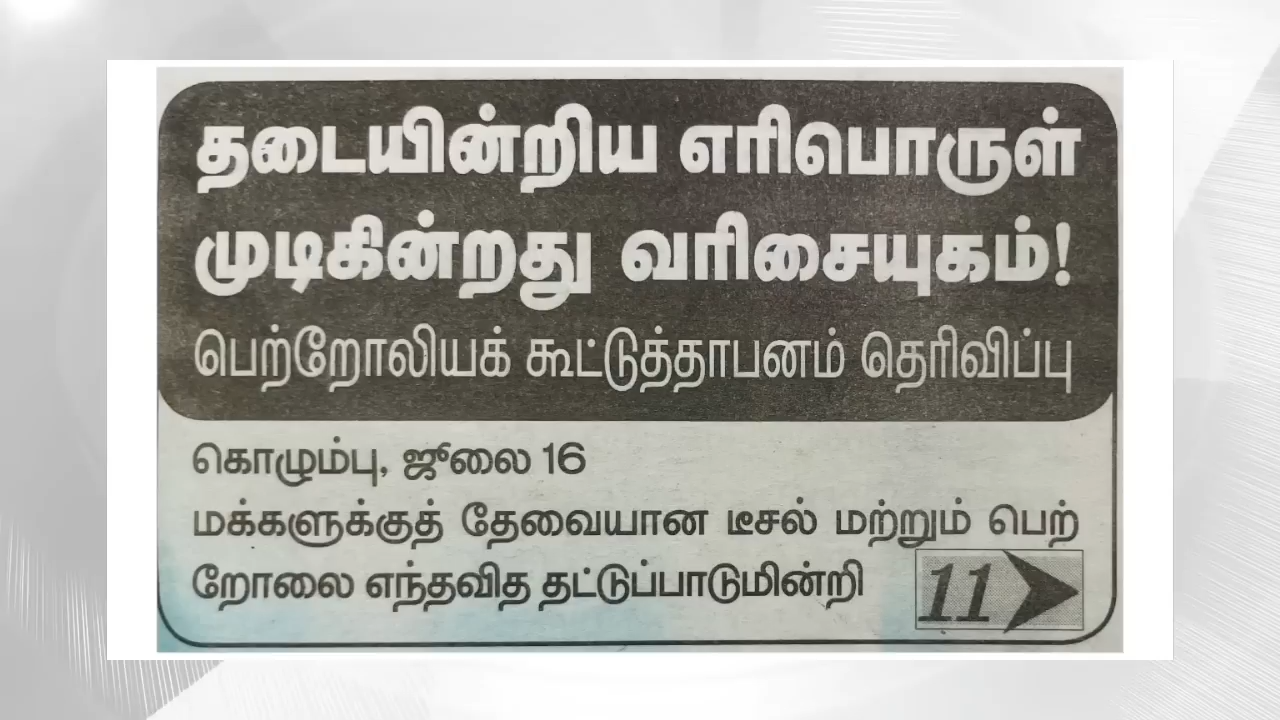 தடையின்றிய எரிபொருள்
முடிகின்றது வரிசையுகம்!
பெற்றோலியக் கூட்டுத்தாபனம் தெரிவிப்பு
கொழும்பு, ஜூலை 16
மக்களுக்குத் தேவையான டீசல் மற்றும் பெற்
றோலை எந்தவித தட்டுப்பாடுமின்றி
11